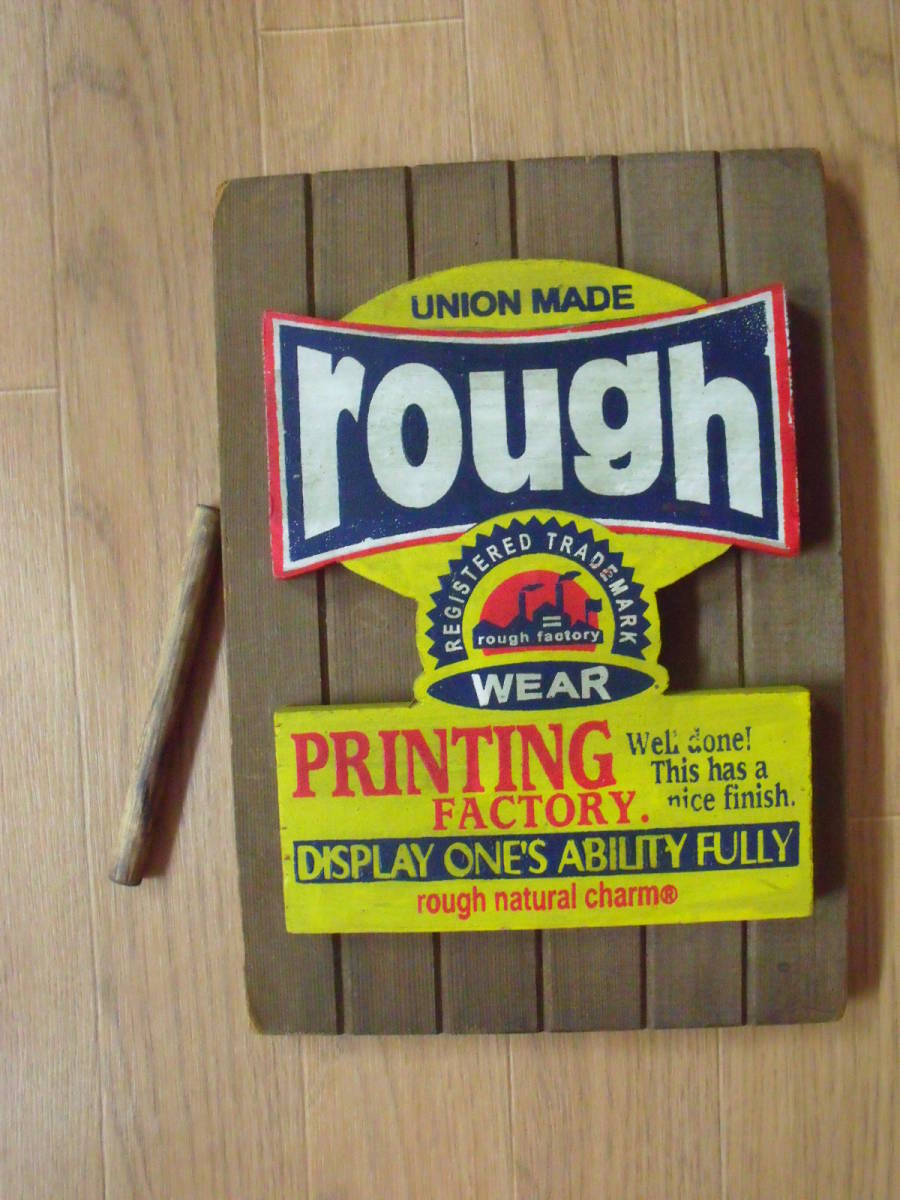 UNION MADE
rough
REGISTERED TRADEMARK
rough factory
WEAR
PRINTING
FACTORY.
Well done!
This has a
nice finish.
DISPLAY ONE'S ABILITY FULLY
rough natural charm®